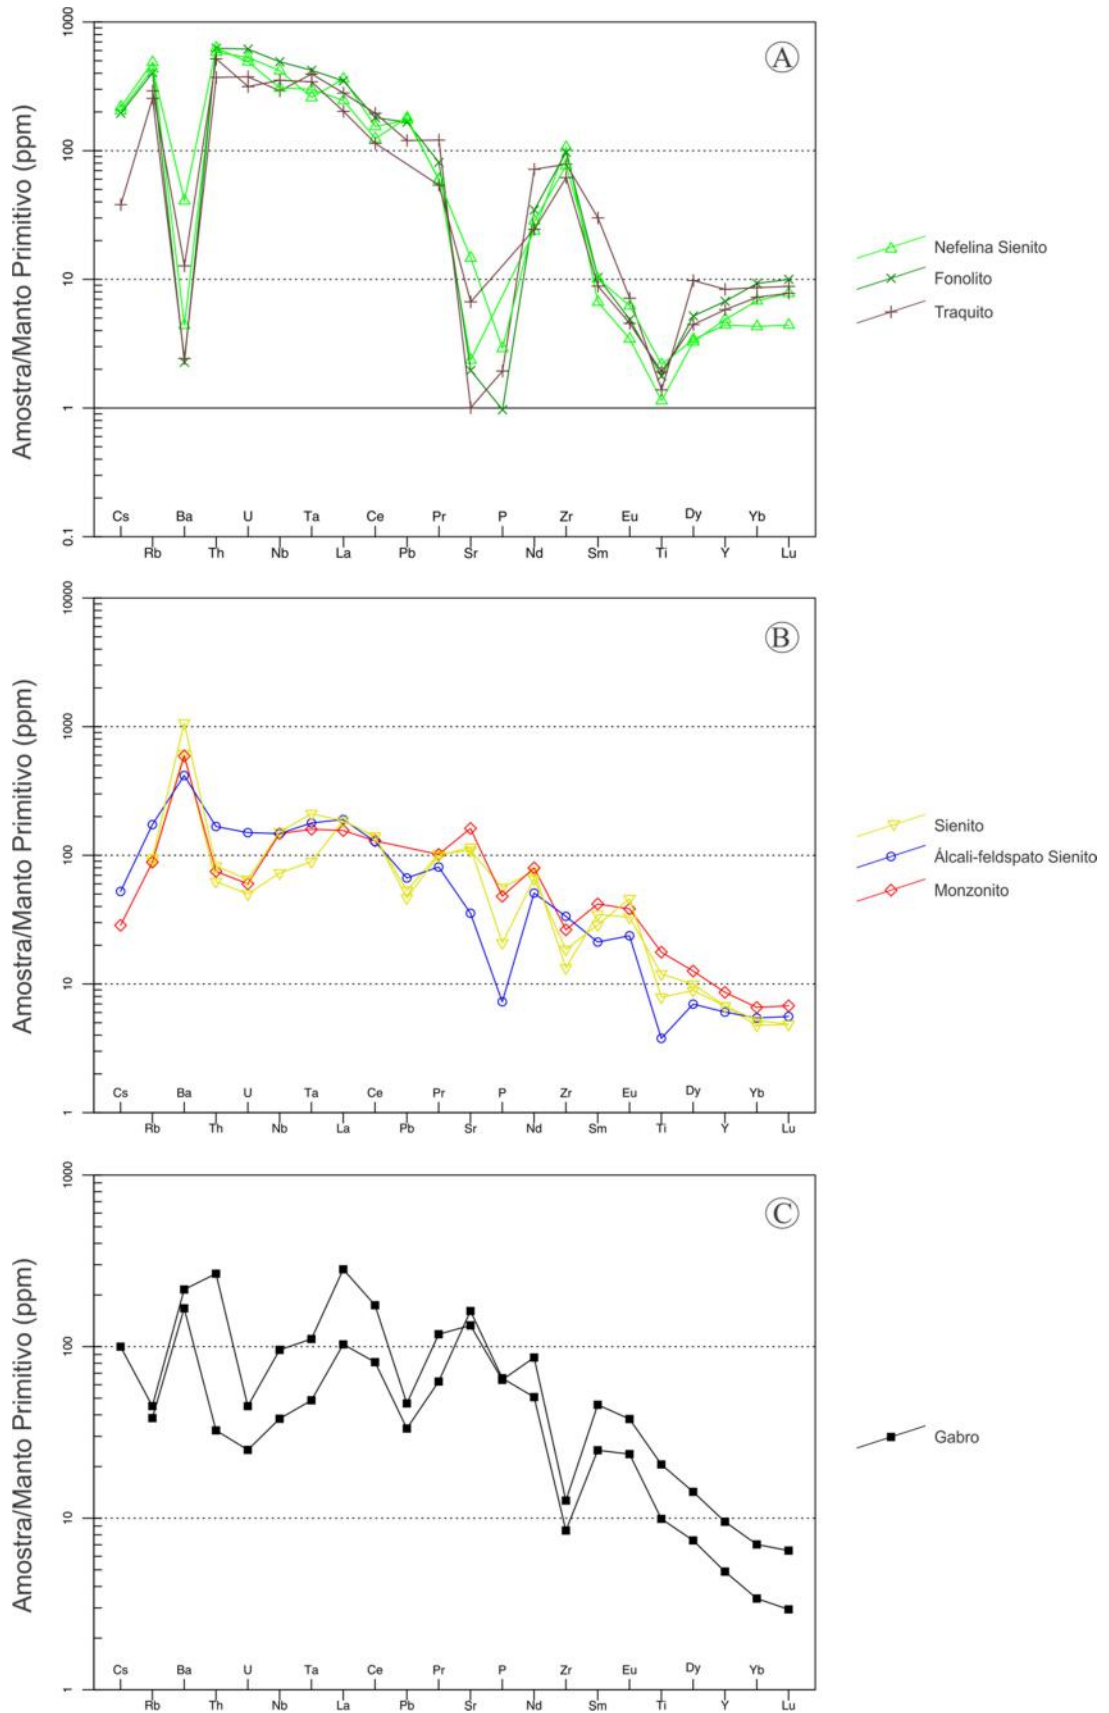 1000
100
10
1
0.1
Amostra/Manto Primitivo (ppm)
A
Cs Ba U Ta Ce Pr P Zr Eu Dy Yb
Rb Th Nb La Pb Sr Nd Sm Ti Y Lu
Nefelina Sienito
Fonolito
Traquito
10000
1000
100
10
1
Amostra/Manto Primitivo (ppm)
B
Cs Ba U Ta Ce Pr P Zr Eu Dy Yb
Rb Th Nb La Pb Sr Nd Sm Ti Y Lu
Sienito
Álcali-feldspato Sienito
Monzonito
1000
100
10
1
Amostra/Manto Primitivo (ppm)
C
Cs Ba U Ta Ce Pr P Zr Eu Dy Yb
Rb Th Nb La Pb Sr Nd Sm Ti Y Lu
Gabro